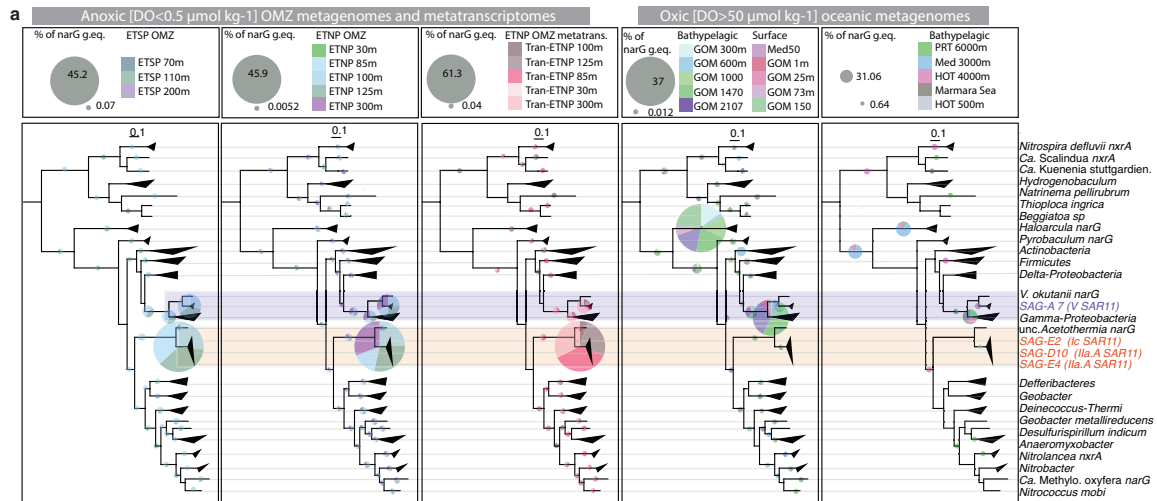 a
Anoxic [DO<0.5 µmol kg-1] OMZ metagenomes and metatranscriptomes
Oxic [DO>50 µmol kg-1] oceanic metagenomes
% of narG g.eq.
45.2
0.07
ETSP OMZ
ETSP 70m
ETSP 110m
ETSP 200m
% of narG g.eq.
45.9
0.0052
ETNP OMZ
ETNP 30m
ETNP 85m
ETNP 100m
ETNP 125m
ETNP 300m
% of narG g.eq.
61.3
0.04
ETNP OMZ metatrans.
Tran-ETNP 100m
Tran-ETNP 125m
Tran-ETNP 85m
Tran-ETNP 30m
Tran-ETNP 300m
% of
narG g.eq.
37
0.012
Bathypelagic
GOM 300m
GOM 600m
GOM 1000
GOM 1470
GOM 2107
Surface
Med50
GOM 1m
GOM 25m
GOM 73m
GOM 150
% of narG g.eq.
31.06
0.64
Bathypelagic
PRT 6000m
Med 3000m
HOT 4000m
Marmara Sea
HOT 500m
0.1
0.1
0.1
0.1
0.1
Nitrospira defluvii nxrA
Ca. Scalindua nxrA
Ca. Kuenenia stuttgardien.
Hydrogenobaculum
Natrinema pellirubrum
Thioploca ingrica
Beggiatoa sp
Haloarcula narG
Pyrobaculum narG
Actinobacteria
Firmicutes
Delta-Proteobacteria
V. okutanii narG
SAG-A 7 (V SAR11)
Gamma-Proteobacteria
unc.Acetothermia narG
SAG-E2 (Ic SAR11)
SAG-D10 (IIa.A SAR11)
SAG-E4 (IIa.A SAR11)
Defferibacteres
Geobacter
Deinecoccus-Thermi
Geobacter metallireducens
Desulfurispirillum indicum
Anaeromyxobacter
Nitrolancea nxrA
Nitrobacter
Ca. Methylo. oxyfera narG
Nitrococcus mobi